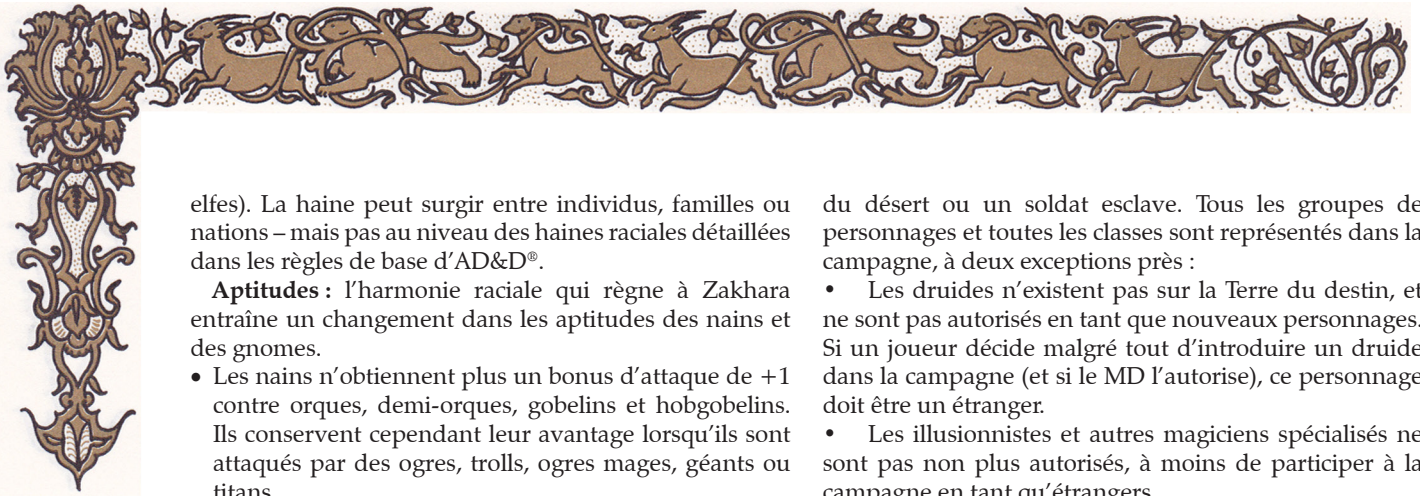 elfes). La haine peut surgir entre individus, familles ou
nations – mais pas au niveau des haines raciales détaillées
dans les règles de base d'AD&D®.
Aptitudes : l'harmonie raciale qui règne à Zakhara
entraîne un changement dans les aptitudes des nains et
des gnomes.
• Les nains n'obtiennent plus un bonus d'attaque de +1
contre orques, demi-orques, gobelins et hobgobelins.
Ils conservent cependant leur avantage lorsqu'ils sont
attaqués par des ogres, trolls, ogres mages, géants ou
titans.
du désert ou un soldat esclave. Tous les groupes de
personnages et toutes les classes sont représentés dans la
campagne, à deux exceptions près :
• Les druides n'existent pas sur la Terre du destin, et
ne sont pas autorisés en tant que nouveaux personnages.
Si un joueur décide malgré tout d'introduire un druide
dans la campagne (et si le MD l'autorise), ce personnage
doit être un étranger.
• Les illusionnistes et autres magiciens spécialisés ne
sont pas non plus autorisés, à moins de participer à la
campagne en tant qu'étrangers.